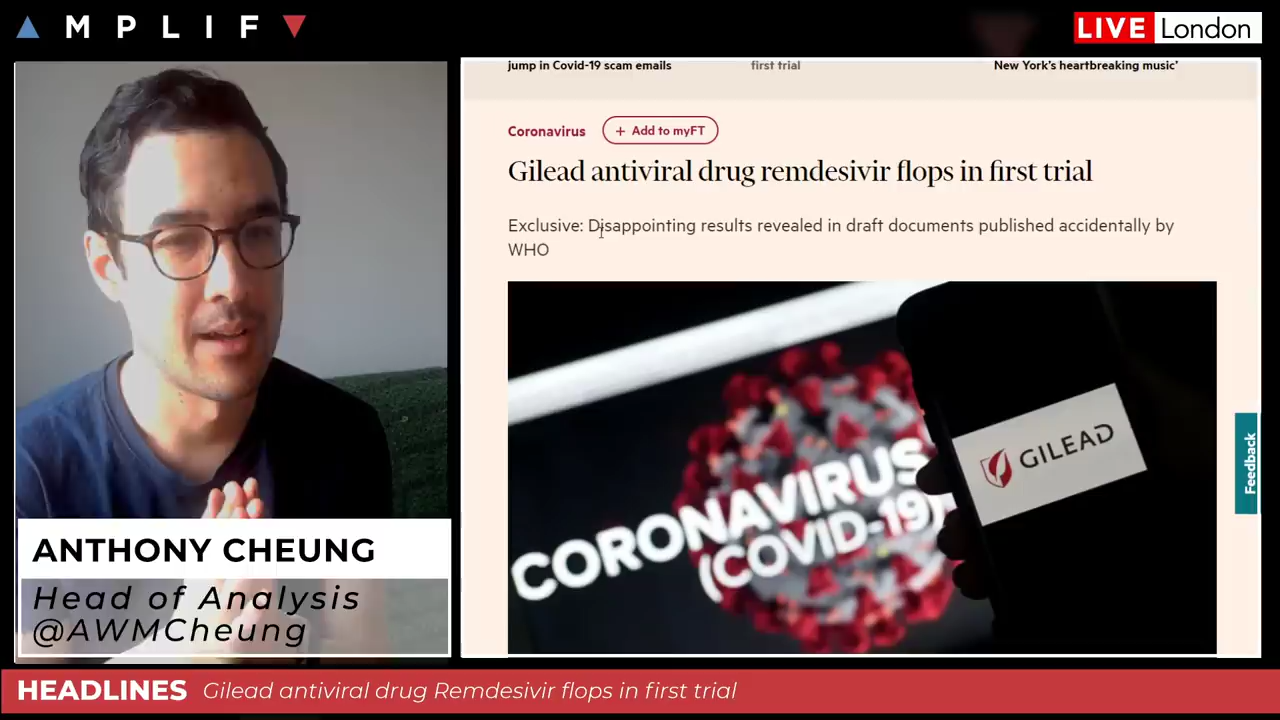 AMPLIFY
LIVE London
jump in Covid-19 scam emails
first trial
New York's heartbreaking music'
Coronavirus
+ Add to myFT
Gilead antiviral drug remdesivir flops in first trial
Exclusive: Disappointing results revealed in draft documents published accidentally by
WHO
CORONAVIRUS
(COVID-19)
GILEAD
Feedback
ANTHONY CHEUNG
Head of Analysis
@AWMCheung
HEADLINES Gilead antiviral drug Remdesivir flops in first trial